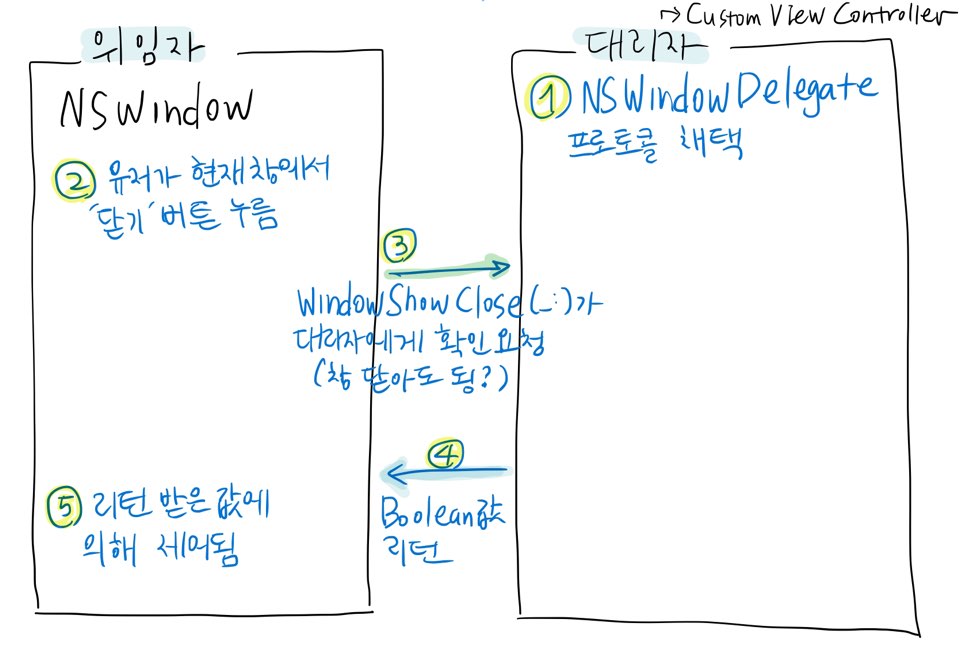 → Custom View Controller
위임자
NSWindow
② 유저가 현재창의서
'닫기' 버튼 누름
대리자
① NSWindowDelegate
프로토콜 채택
③
WindowShowClose(_:)가
대리자에게 확인요청
(창 닫아도 됭?)
④
Boolean값
리턴
⑤ 리턴 받은값에
의해 제어됨